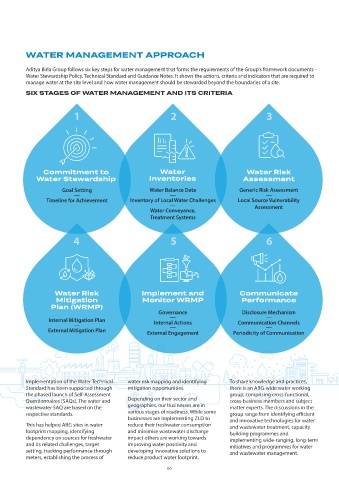 WATER MANAGEMENT APPROACH
Aditya Birla Group follows six key steps for water management that forms the requirements of the Group's framework documents –
Water Stewardship Policy, Technical Standard and Guidance Notes. It shows the actions, criteria and indicators that are required to
manage water at the site level and how water management should be stewarded beyond the boundaries of a site.
SIX STAGES OF WATER MANAGEMENT AND ITS CRITERIA
1
Commitment to
Water Stewardship
Goal Setting
Timeline for Achievement
2
Water
Inventories
Water Balance Data
Inventory of Local Water Challenges
Water Conveyance,
Treatment Systems
3
Water Risk
Assessment
Generic Risk Assessment
Local Source Vulnerability
Assessment
4
Water Risk
Mitigation
Plan (WRMP)
Internal Mitigation Plan
External Mitigation Plan
5
Implement and
Monitor WRMP
Governance
Internal Actions
External Engagement
6
Communicate
Performance
Disclosure Mechanism
Communication Channels
Periodicity of Communication
Implementation of the Water Technical
Standard has been supported through
the phased launch of Self-Assessment
Questionnaires (SAQs). The water and
wastewater SAQ are based on the
respective standards.
This has helped ABG sites in water
footprint mapping, identifying
dependency on sources for freshwater
and its related challenges, target
setting, tracking performance through
meters, establishing the process of
water risk mapping and identifying
mitigation opportunities.
Depending on their sector and
geographies, our businesses are in
various stages of readiness. While some
businesses are implementing ZLD to
reduce their freshwater consumption
and minimise wastewater discharge
impact others are working towards
improving water positivity and
developing innovative solutions to
reduce product water footprint.
To share knowledge and practices,
there is an ABG wide water working
group, comprising cross-functional,
cross-business members and subject
matter experts. The discussions in the
group range from identifying efficient
and innovative technologies for water
and wastewater treatment, capacity
building programmes and
implementing wide-ranging, long-term
initiatives and programmes for water
and wastewater management.
66